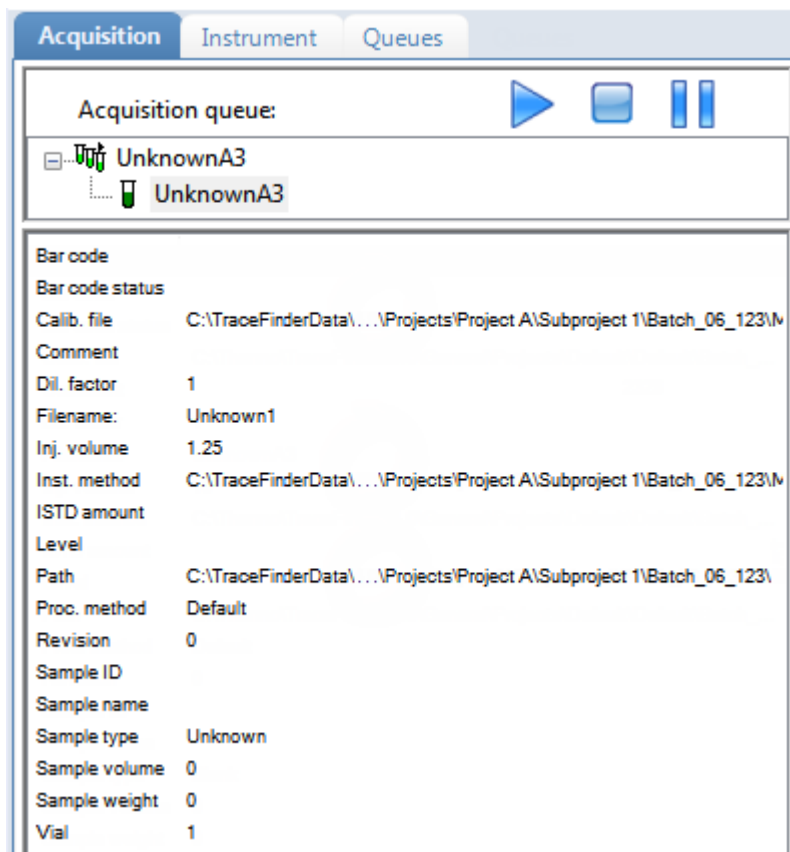 Acquisition Instrument Queues
Acquisition queue:
UnknownA3
UnknownA3
Bar code
Bar code status
Calib. file C:\TraceFinderData\...\Projects\Project A\Subproject 1\Batch_06_123\M
Comment
Dil. factor 1
Filename: Unknown1
Inj. volume 1.25
Inst. method C:\TraceFinderData\...\Projects\Project A\Subproject 1\Batch_06_123\M
ISTD amount
Level
Path C:\TraceFinderData\...\Projects\Project A\Subproject 1\Batch_06_123\
Proc. method Default
Revision 0
Sample ID
Sample name
Sample type Unknown
Sample volume 0
Sample weight 0
Vial 1